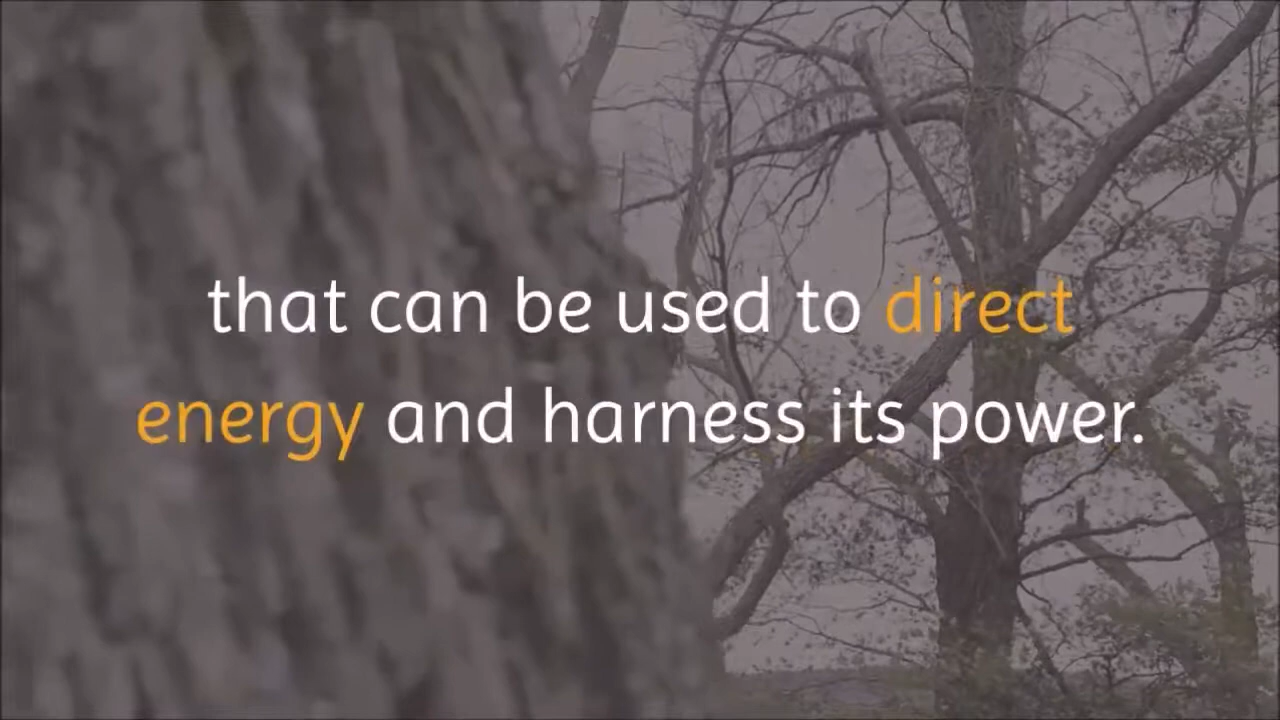 that can be used to direct
energy and harness its power.